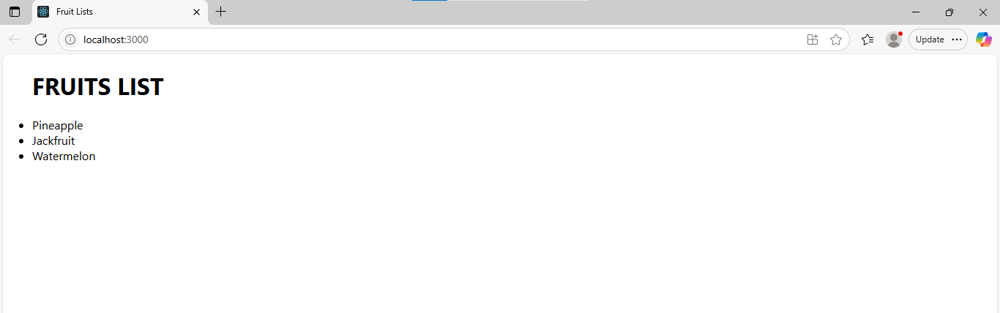 Fruit Lists
localhost:3000
Update
FRUITS LIST
Pineapple
Jackfruit
Watermelon